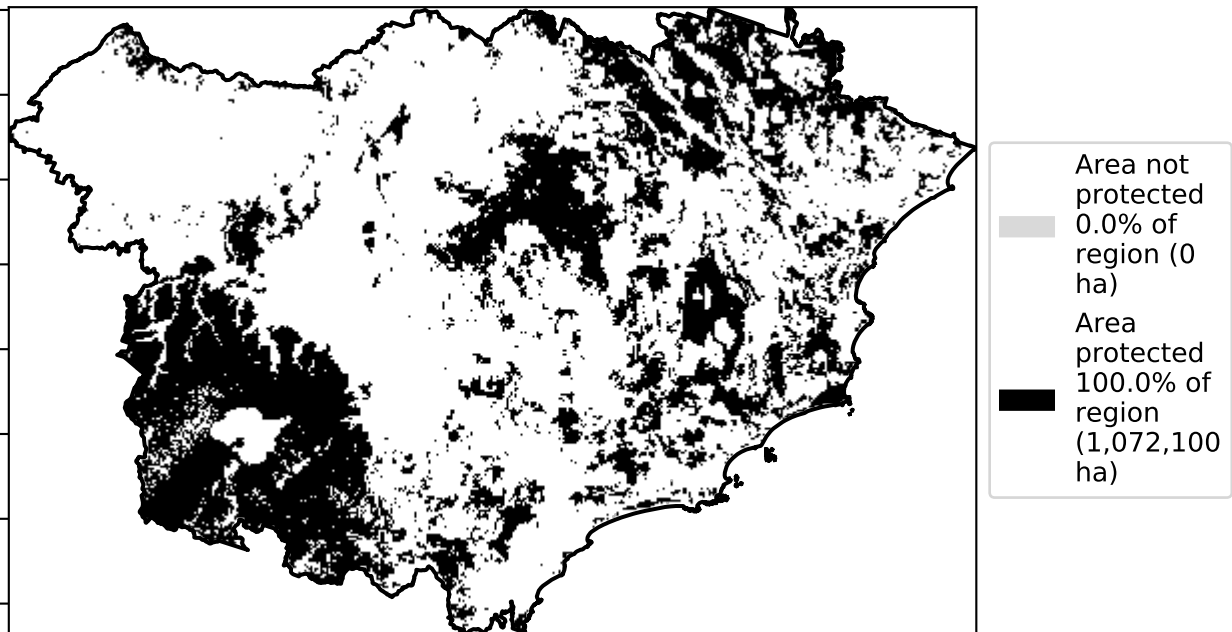 Area not
protected
0.0% of
region (0
ha)
Area
protected
100.0% of
region
(1,072,100
ha)